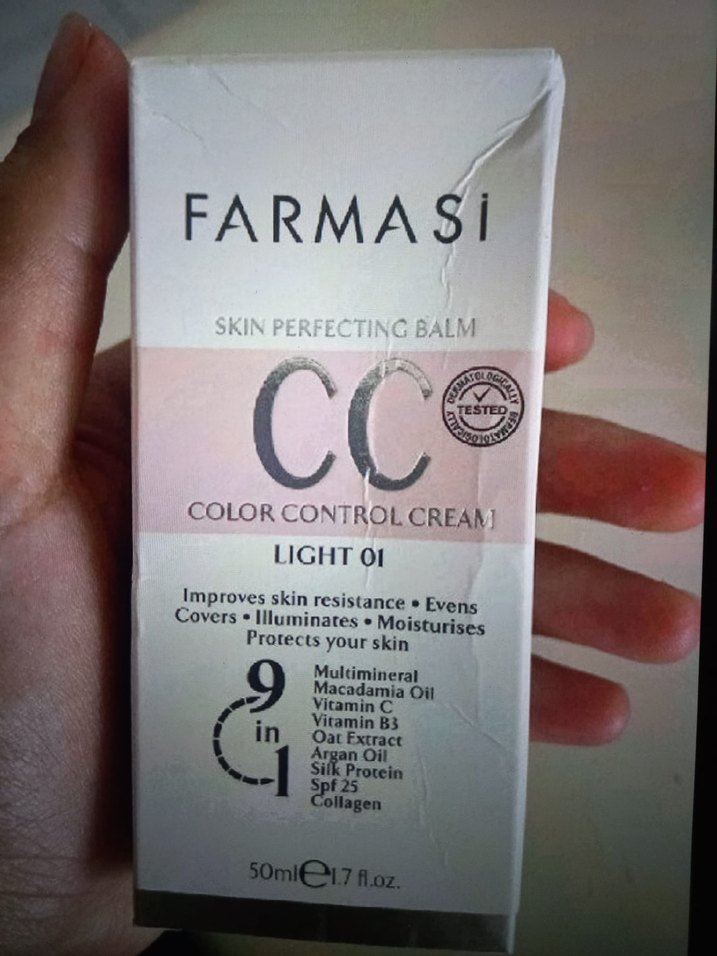 FARMASi
SKIN PERFECTING BALM
CC
DERMATOLOGICALLY
TESTED
DERMATOLOGICALLY
COLOR CONTROL CREAM
LIGHT 01
Improves skin resistance • Evens
Covers • Illuminates • Moisturises
Protects your skin
9
in
1
Multimineral
Macadamia Oil
Vitamin C
Vitamin B3
Oat Extract
Argan Oil
Silk Protein
Spf 25
Collagen
50ml ℮ 1.7 fl.oz.